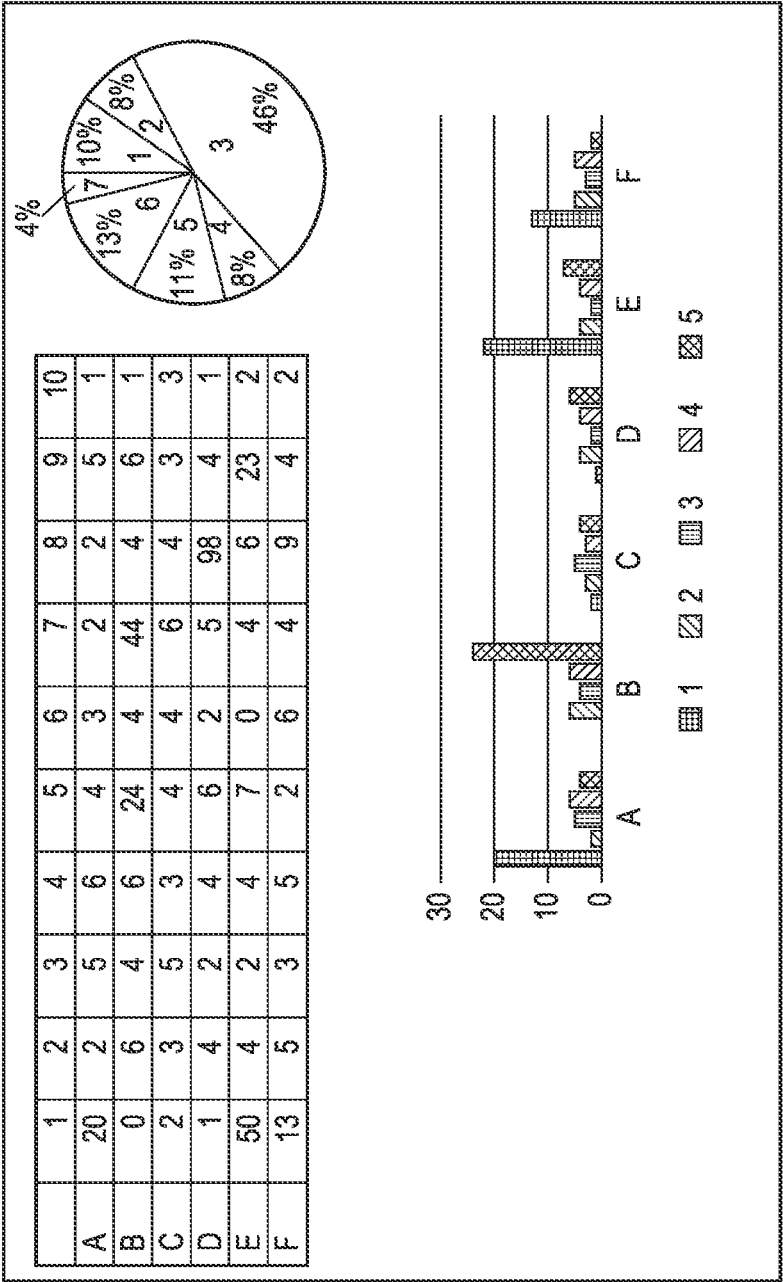 1 2 3 4 5 6 7 8 9 10
A 20 2 5 6 4 3 2 2 5 1
B 0 6 4 6 24 4 44 4 6 1
C 2 3 5 3 4 4 6 4 3 3
D 1 4 2 4 6 2 5 98 4 1
E 50 4 2 4 7 0 4 6 23 2
F 13 5 3 5 2 6 4 9 4 2
4%
10%
8%
46%
8%
11%
13%
1
2
3
4
5
6
7
30
20
10
0
A B C D E F
1 2 3 4 5